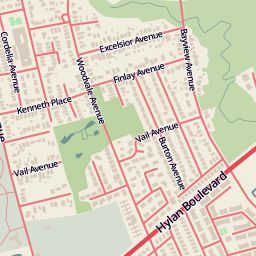 Cordelia Avenue
Excelsior Avenue
Bayview Avenue
Woodvale Avenue
Finlay Avenue
Kenneth Place
Vail Avenue
Vail Avenue
Burton Avenue
Hylan Boulevard